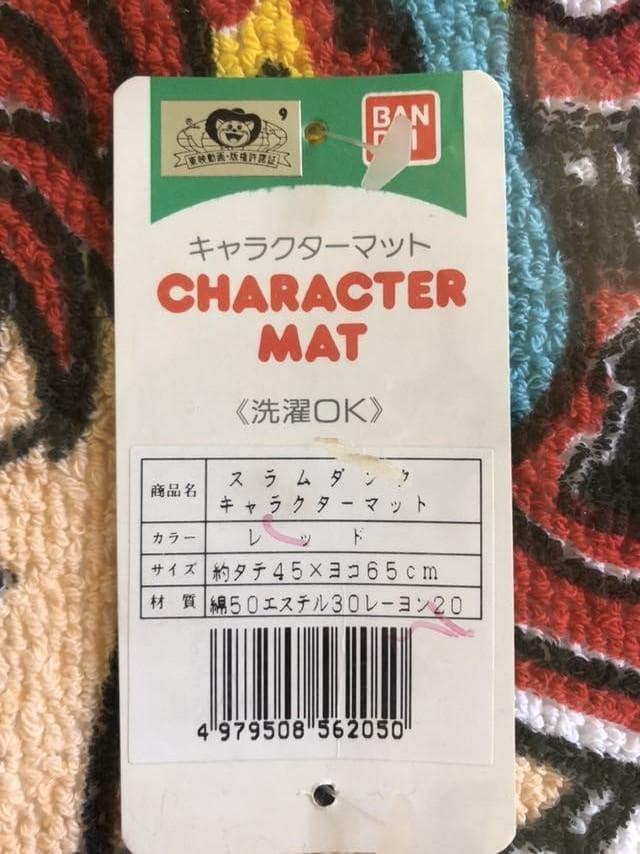 9
東映動画・版権許諾証
BAN
キャラクターマット
CHARACTER
MAT
《洗濯OK》
商品名 スラムダンク
キャラクターマット
カラー レッド
サイズ 約タテ45×ヨコ65cm
材質 綿50エステル30レーヨン20
4 979508 562050